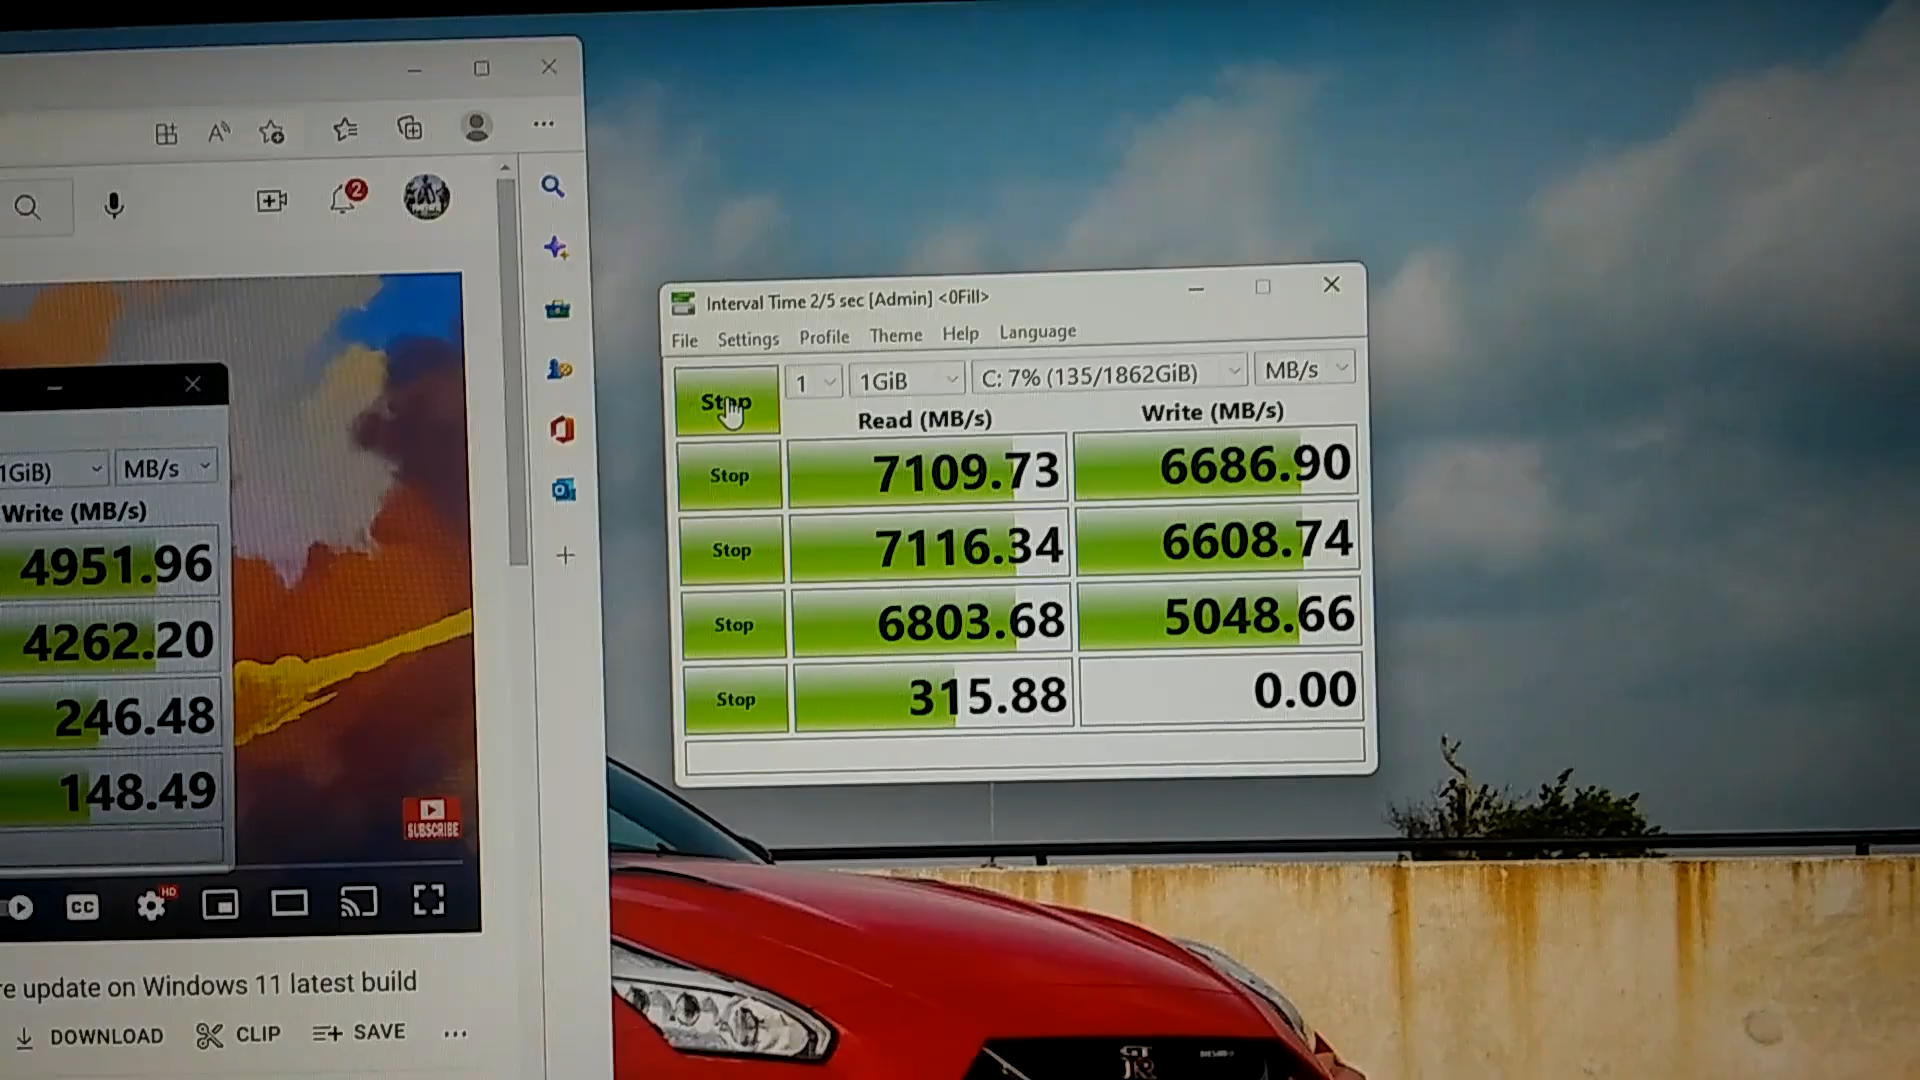 2
1GiB)
MB/s
Write (MB/s)
4951.96
4262.20
246.48
148.49
SUBSCRIBE
CC
HD
re update on Windows 11 latest build
DOWNLOAD
CLIP
SAVE
Interval Time 2/5 sec [Admin] <0Fill>
File Settings Profile Theme Help Language
Stop
1
1GiB
C: 7% (135/1862GiB)
MB/s
Read (MB/s)
Write (MB/s)
Stop 7109.73 6686.90
Stop 7116.34 6608.74
Stop 6803.68 5048.66
Stop 315.88 0.00
GT
R